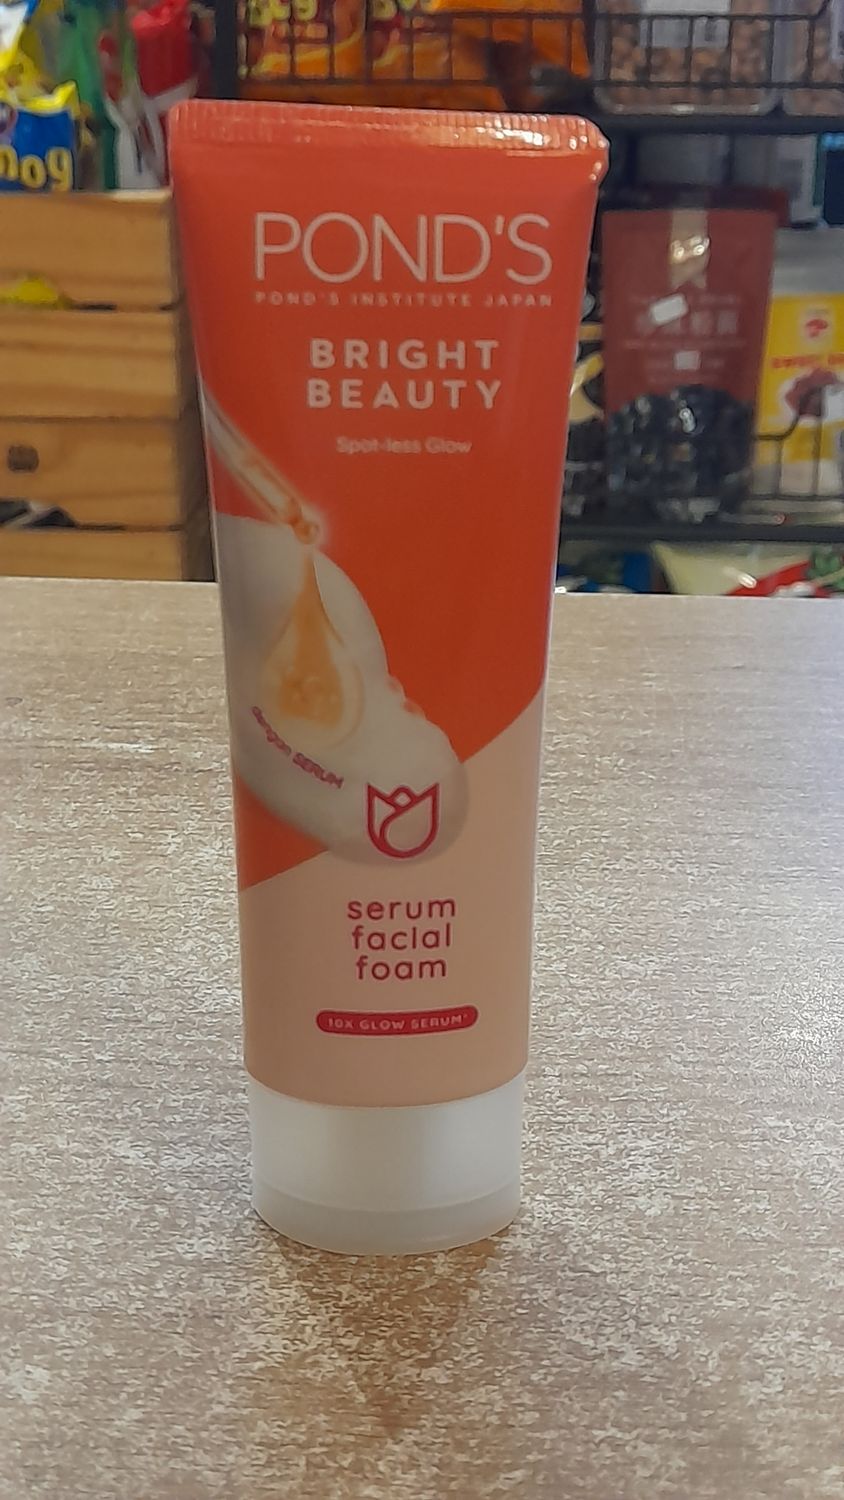 POND'S
POND'S INSTITUTE JAPAN
BRIGHT
BEAUTY
Spot-less Glow
dengan SERUM
serum
facial
foam
10X GLOW SERUM*